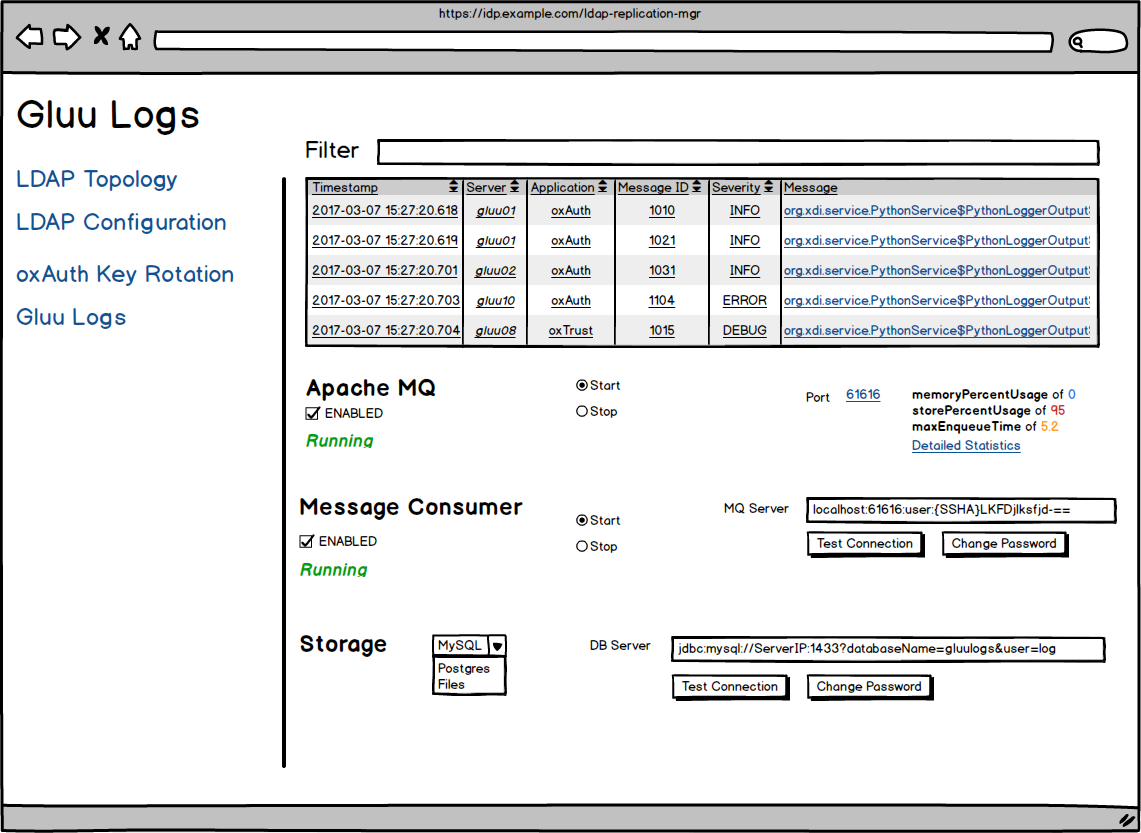 https://idp.example.com/ldap-replication-mgr
Gluu Logs
LDAP Topology
LDAP Configuration
oxAuth Key Rotation
Gluu Logs
Filter
Timestamp Server Application Message ID Severity Message
2017-03-07 15:27:20.618 gluu01 oxAuth 1010 INFO org.xdi.service.PythonService$PythonLoggerOutputS
2017-03-07 15:27:20.619 gluu01 oxAuth 1021 INFO org.xdi.service.PythonService$PythonLoggerOutputS
2017-03-07 15:27:20.701 gluu02 oxAuth 1031 INFO org.xdi.service.PythonService$PythonLoggerOutputS
2017-03-07 15:27:20.703 gluu10 oxAuth 1104 ERROR org.xdi.service.PythonService$PythonLoggerOutputS
2017-03-07 15:27:20.704 gluu08 oxTrust 1015 DEBUG org.xdi.service.PythonService$PythonLoggerOutputS
Apache MQ
ENABLED
Running
Start
Stop
Port 61616
memoryPercentUsage of 0
storePercentUsage of 95
maxEnqueueTime of 5.2
Detailed Statistics
Message Consumer
ENABLED
Running
Start
Stop
MQ Server localhost:61616:user:{SSHA}LKFDjlksfjd-==
Test Connection Change Password
Storage
MySQL
Postgres
Files
DB Server jdbc:mysql://ServerIP:1433?databaseName=gluulogs&user=log
Test Connection Change Password